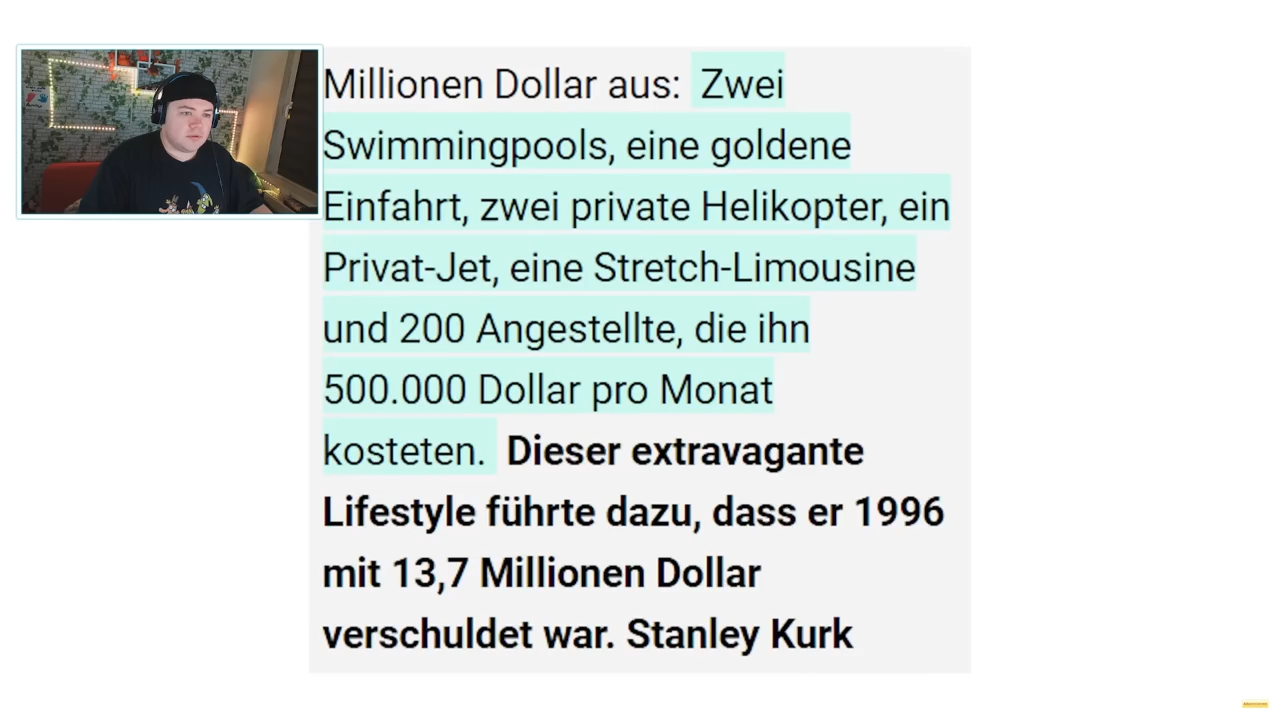 Millionen Dollar aus: Zwei
Swimmingpools, eine goldene
Einfahrt, zwei private Helikopter, ein
Privat-Jet, eine Stretch-Limousine
und 200 Angestellte, die ihn
500.000 Dollar pro Monat
kosteten. Dieser extravagante
Lifestyle führte dazu, dass er 1996
mit 13,7 Millionen Dollar
verschuldet war. Stanley Kurk